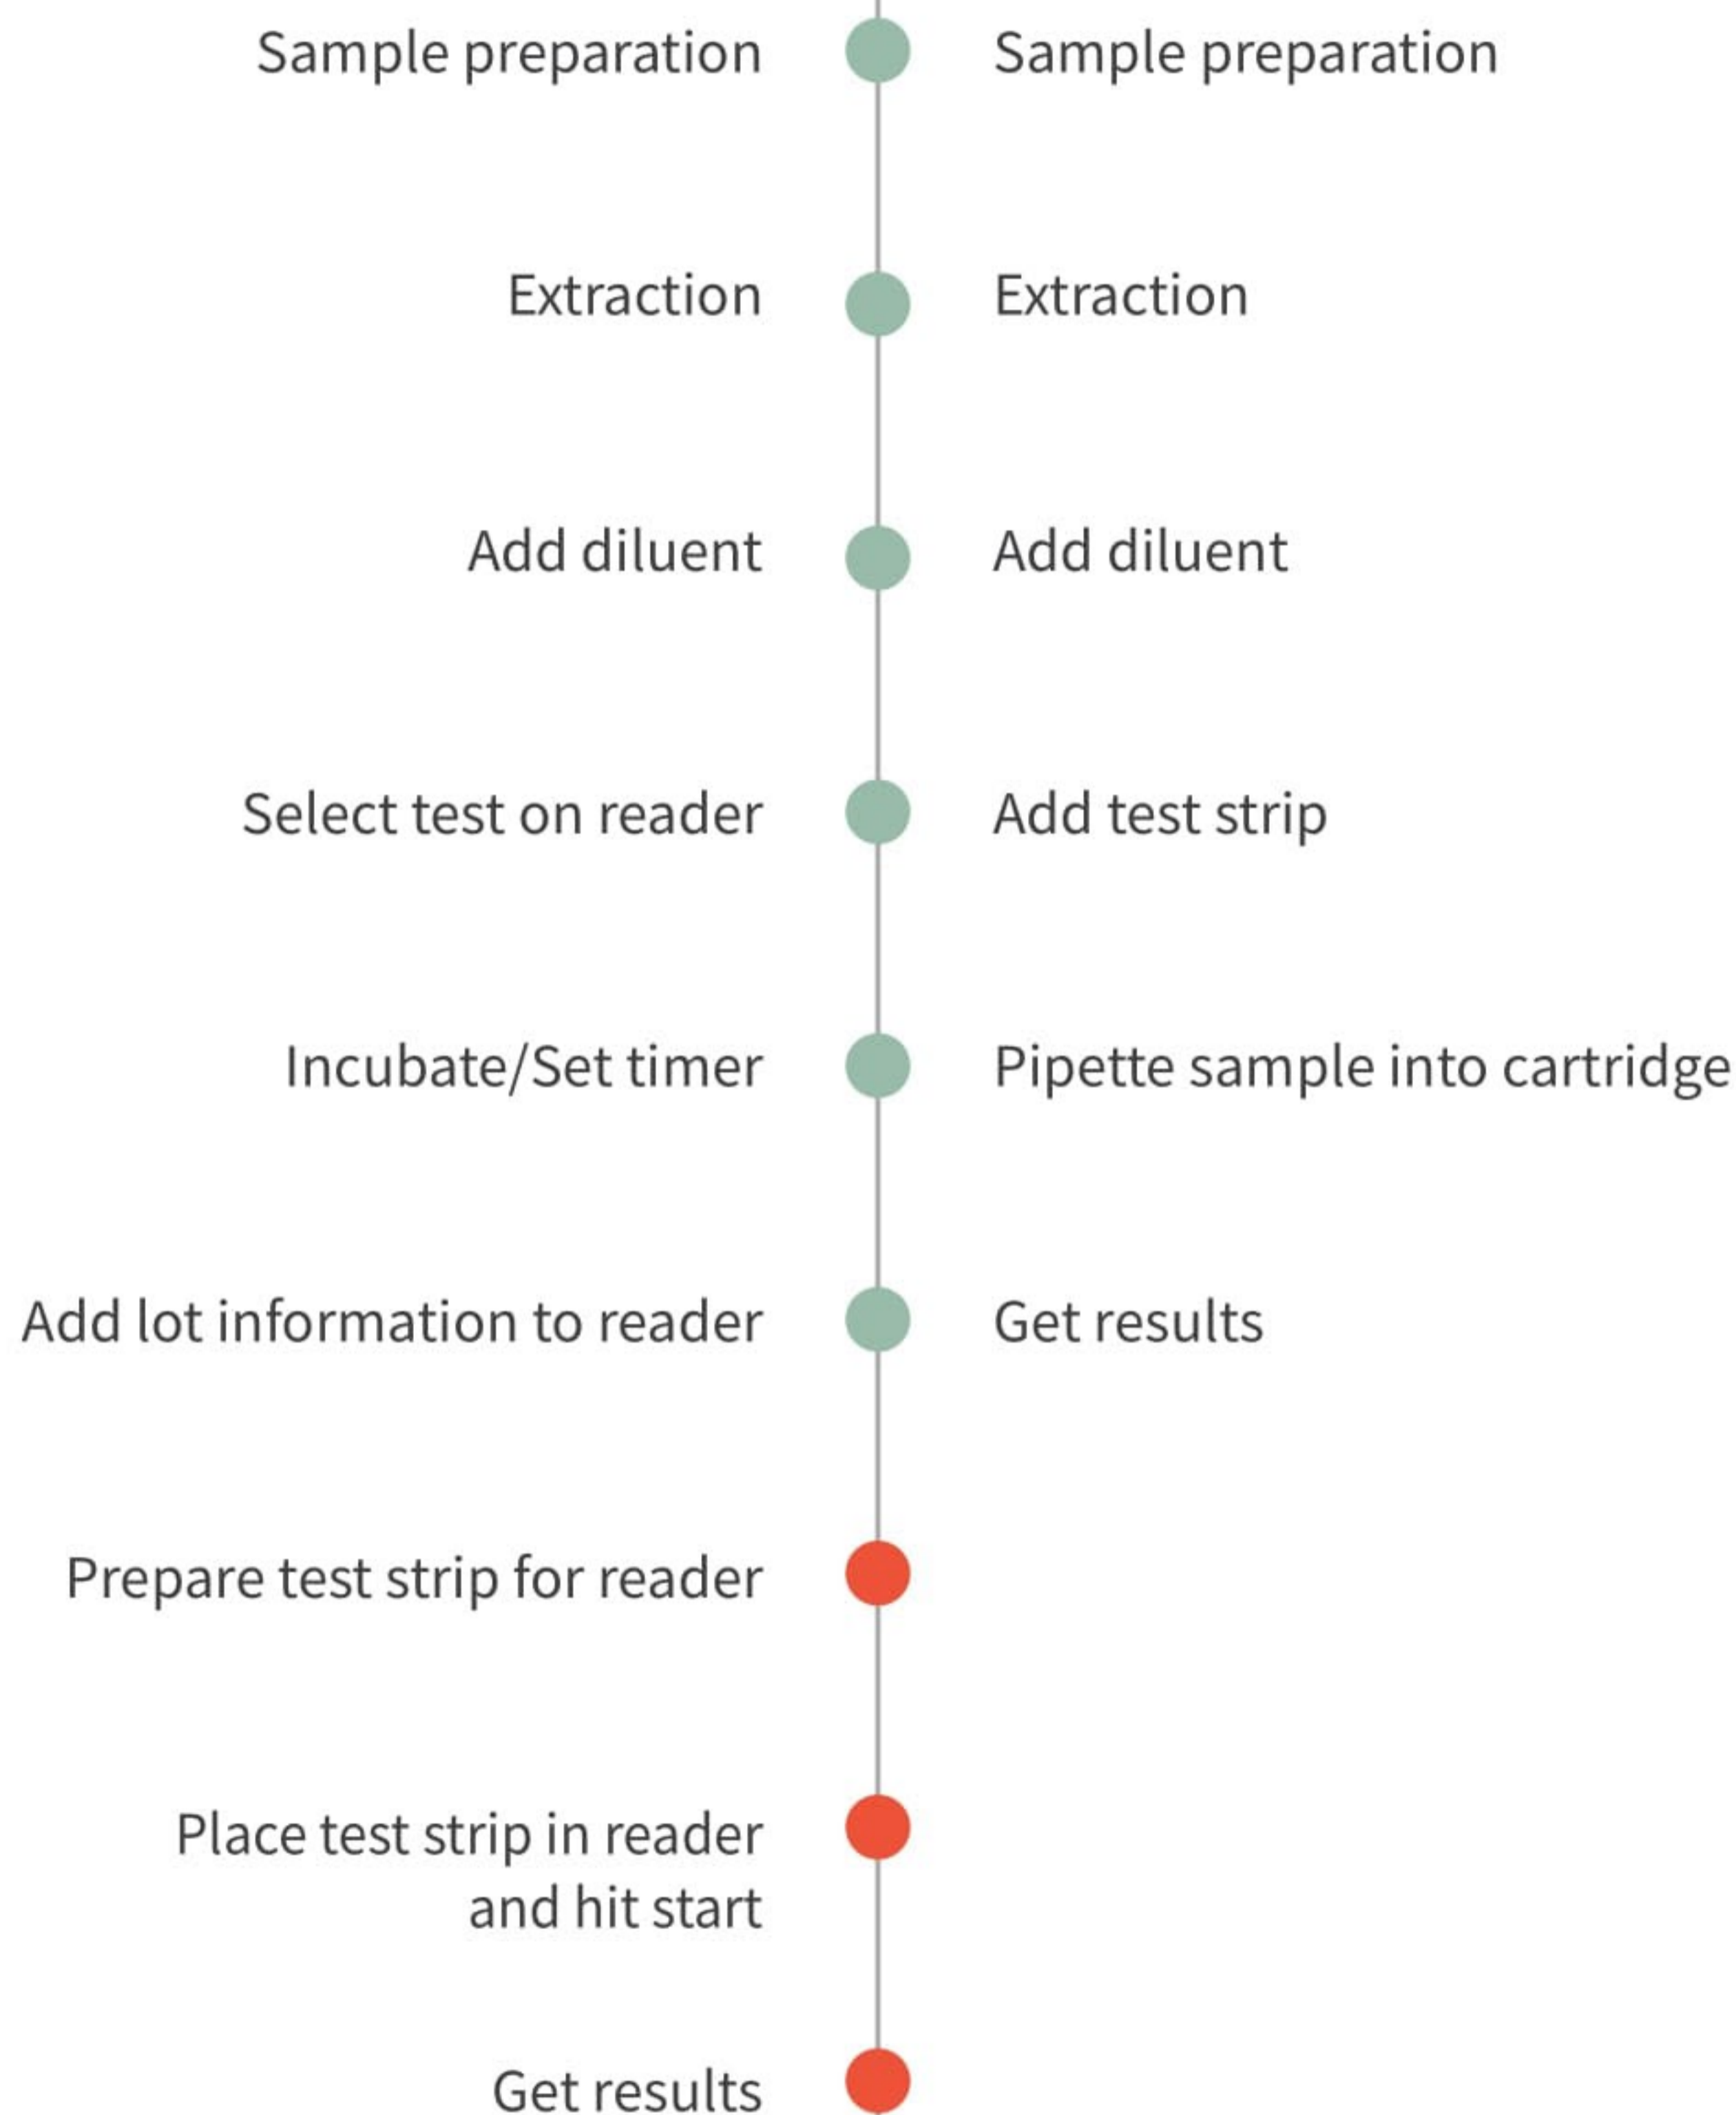 Sample preparation
Sample preparation
Extraction
Extraction
Add diluent
Add diluent
Select test on reader
Add test strip
Incubate/Set timer
Pipette sample into cartridge
Add lot information to reader
Get results
Prepare test strip for reader
Place test strip in reader
and hit start
Get results